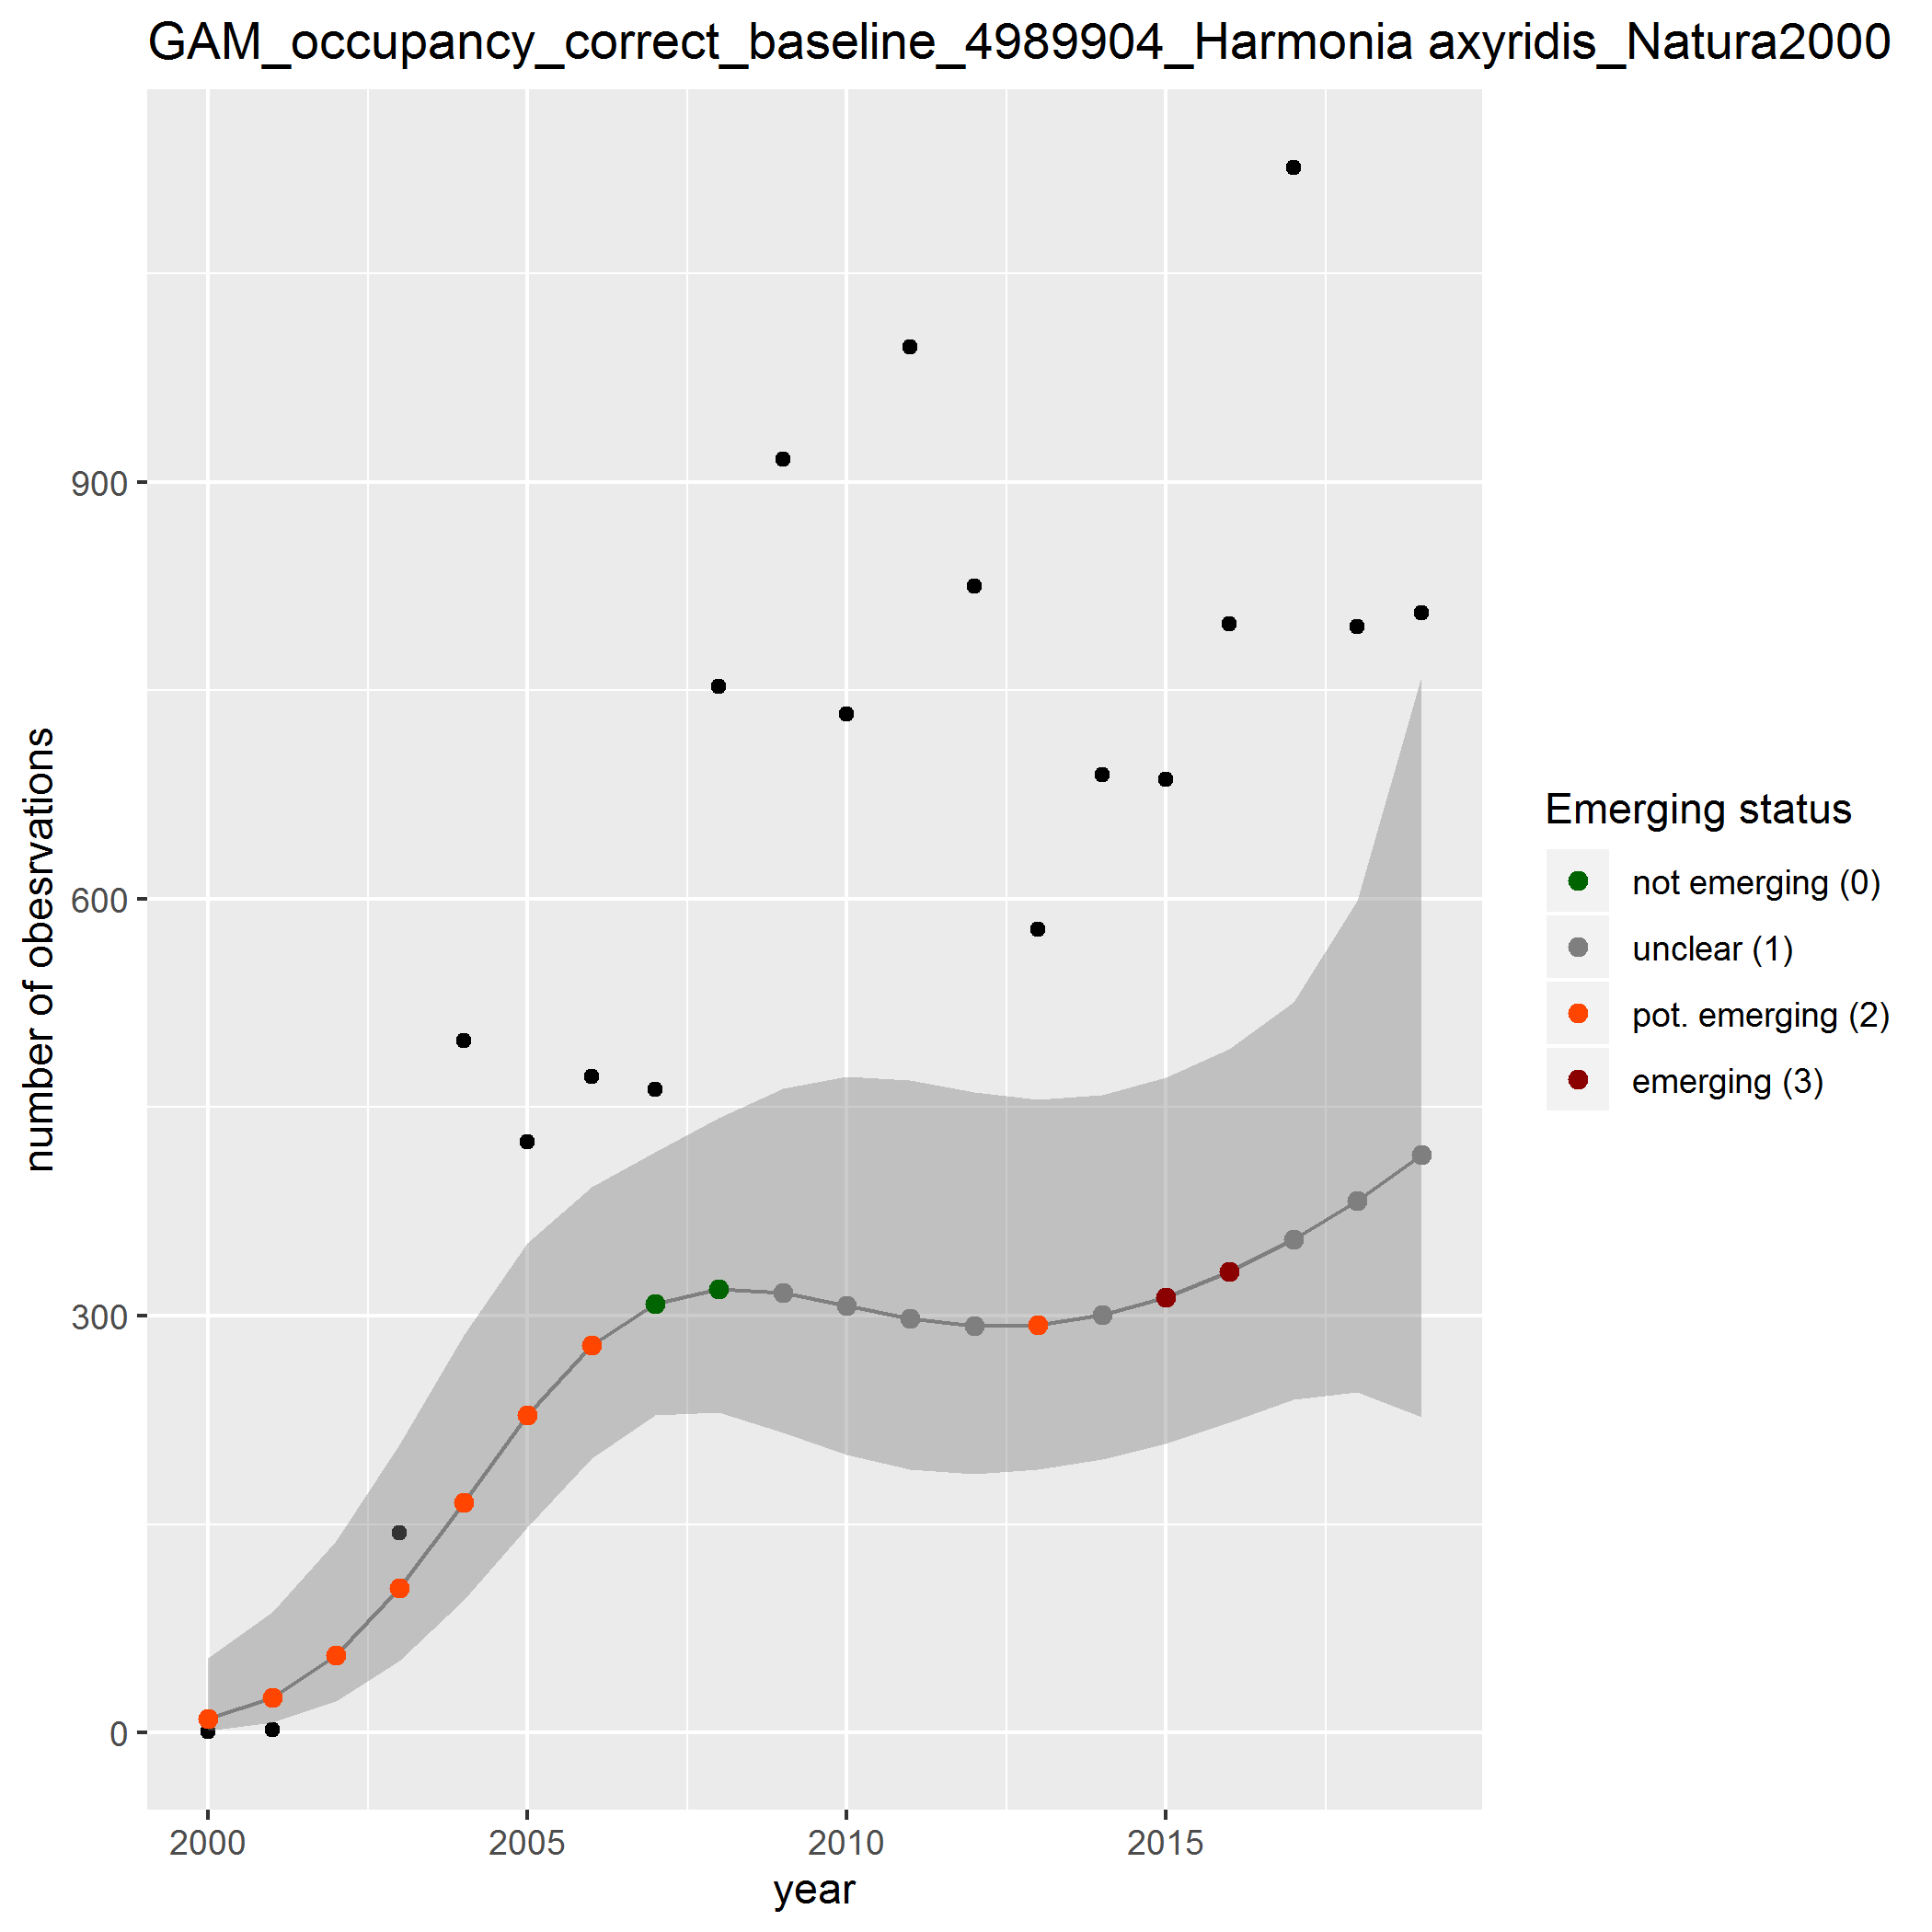 GAM_occupancy_correct_baseline_4989904_Harmonia axyridis_Natura2000
number of obesrvations
900
600
300
0
2000
2005
2010
2015
year
Emerging status
not emerging (0)
unclear (1)
pot. emerging (2)
emerging (3)